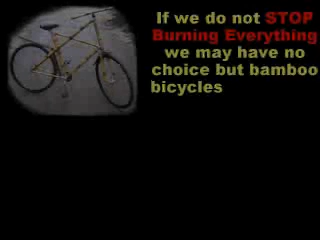 If we do not STOP
Burning Everything
we may have no
choice but bamboo
bicycles